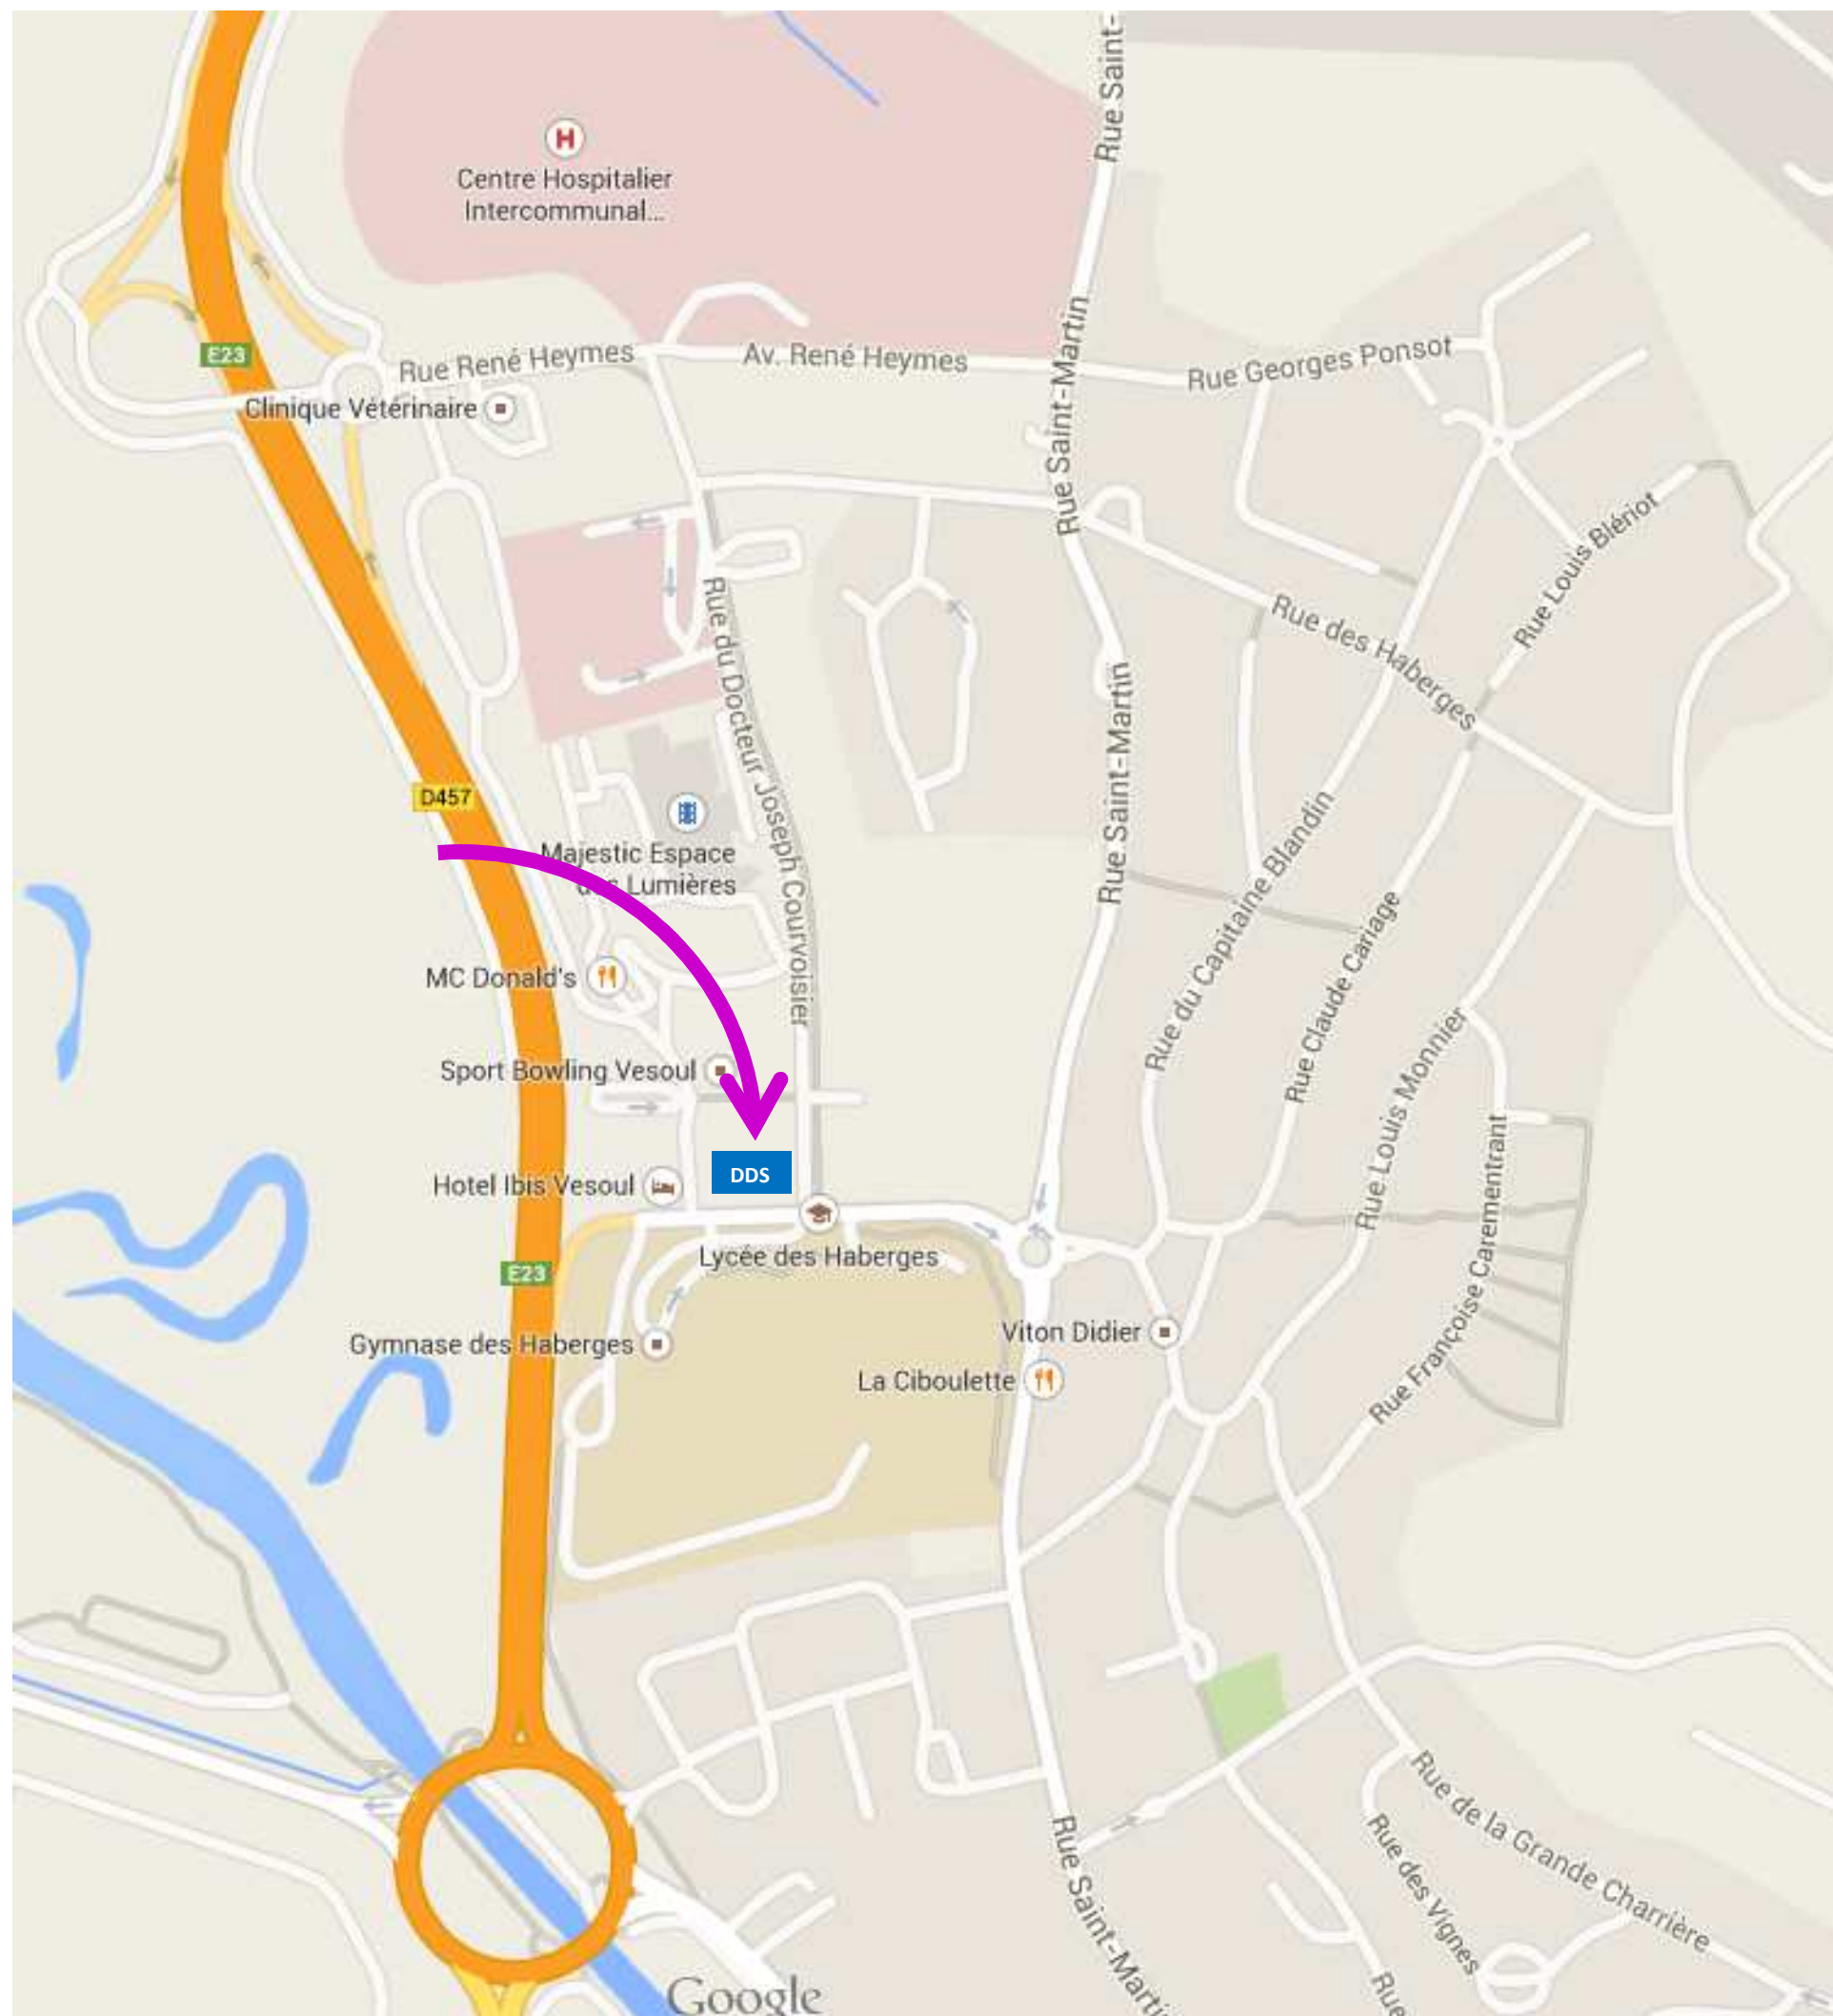 Rue Saint-
Centre Hospitalier
Intercommunal...
Rue Saint-Martin
E23
Rue René Heymes
Av. René Heymes
Rue Georges Ponsot
Clinique Vétérinaire
Rue Louis Blériot
Rue du Docteur Joseph Courvoisier
Rue des Haberges
Rue Saint-Martin
D457
Majestic Espace
des Lumières
Rue du Capitaine Blandin
Rue Claude Cariage
MC Donald's
Rue Louis Monnier
Sport Bowling Vesoul
DDS
Hotel Ibis Vesoul
Rue Françoise Carementrant
Lycée des Haberges
E23
Gymnase des Haberges
Viton Didier
La Ciboulette
Rue de la Grande Charrière
Rue des Vignes
Rue Saint-Martin
Rue
Google